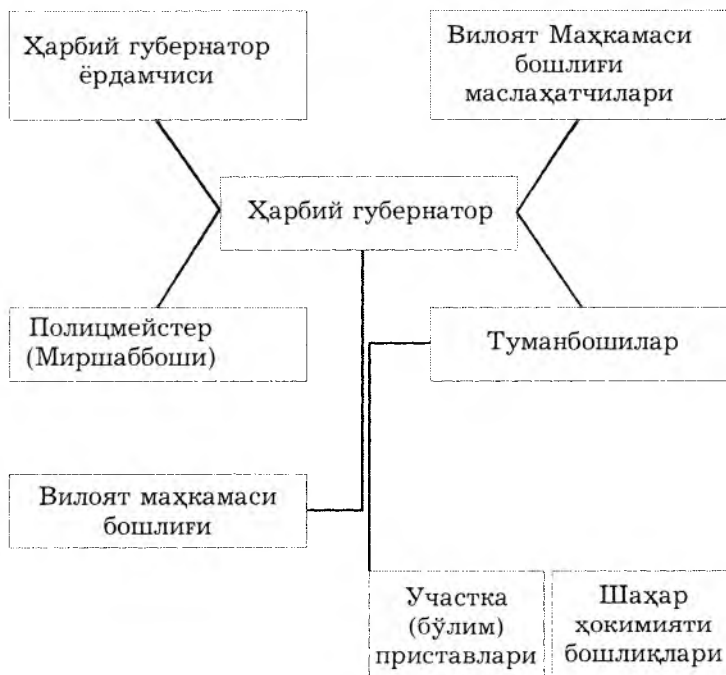 Ҳарбий губернатор
ёрдамчиси
Вилоят Маҳкамаси
бошлиғи
маслаҳатчилари
Ҳарбий губернатор
Полицмейстер
(Миршаббоши)
Туманбошилар
Вилоят маҳкамаси
бошлиғи
Участка
(бўлим)
приставлари
Шаҳар
ҳокимияти
бошлиқлари